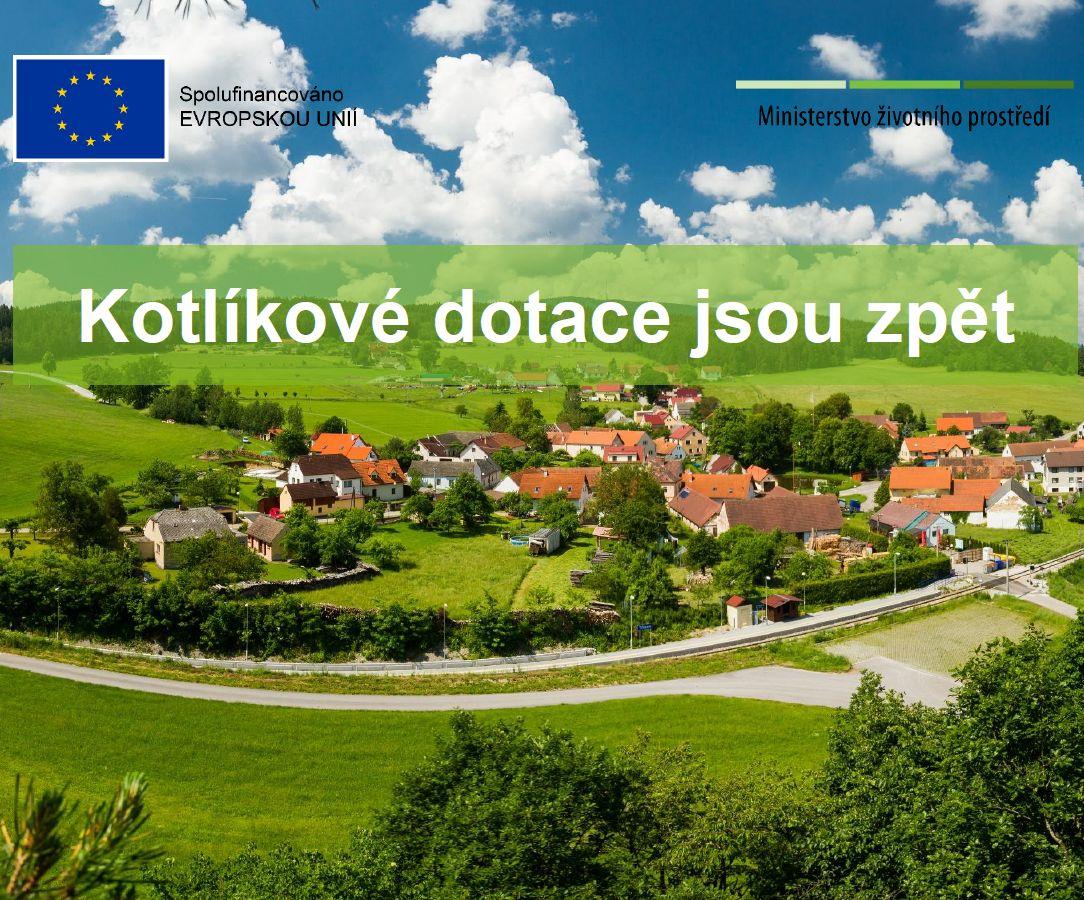 Spolufinancováno
EVROPSKOU UNIÍ
Ministerstvo životního prostředí
Kotlíkové dotace jsou zpět